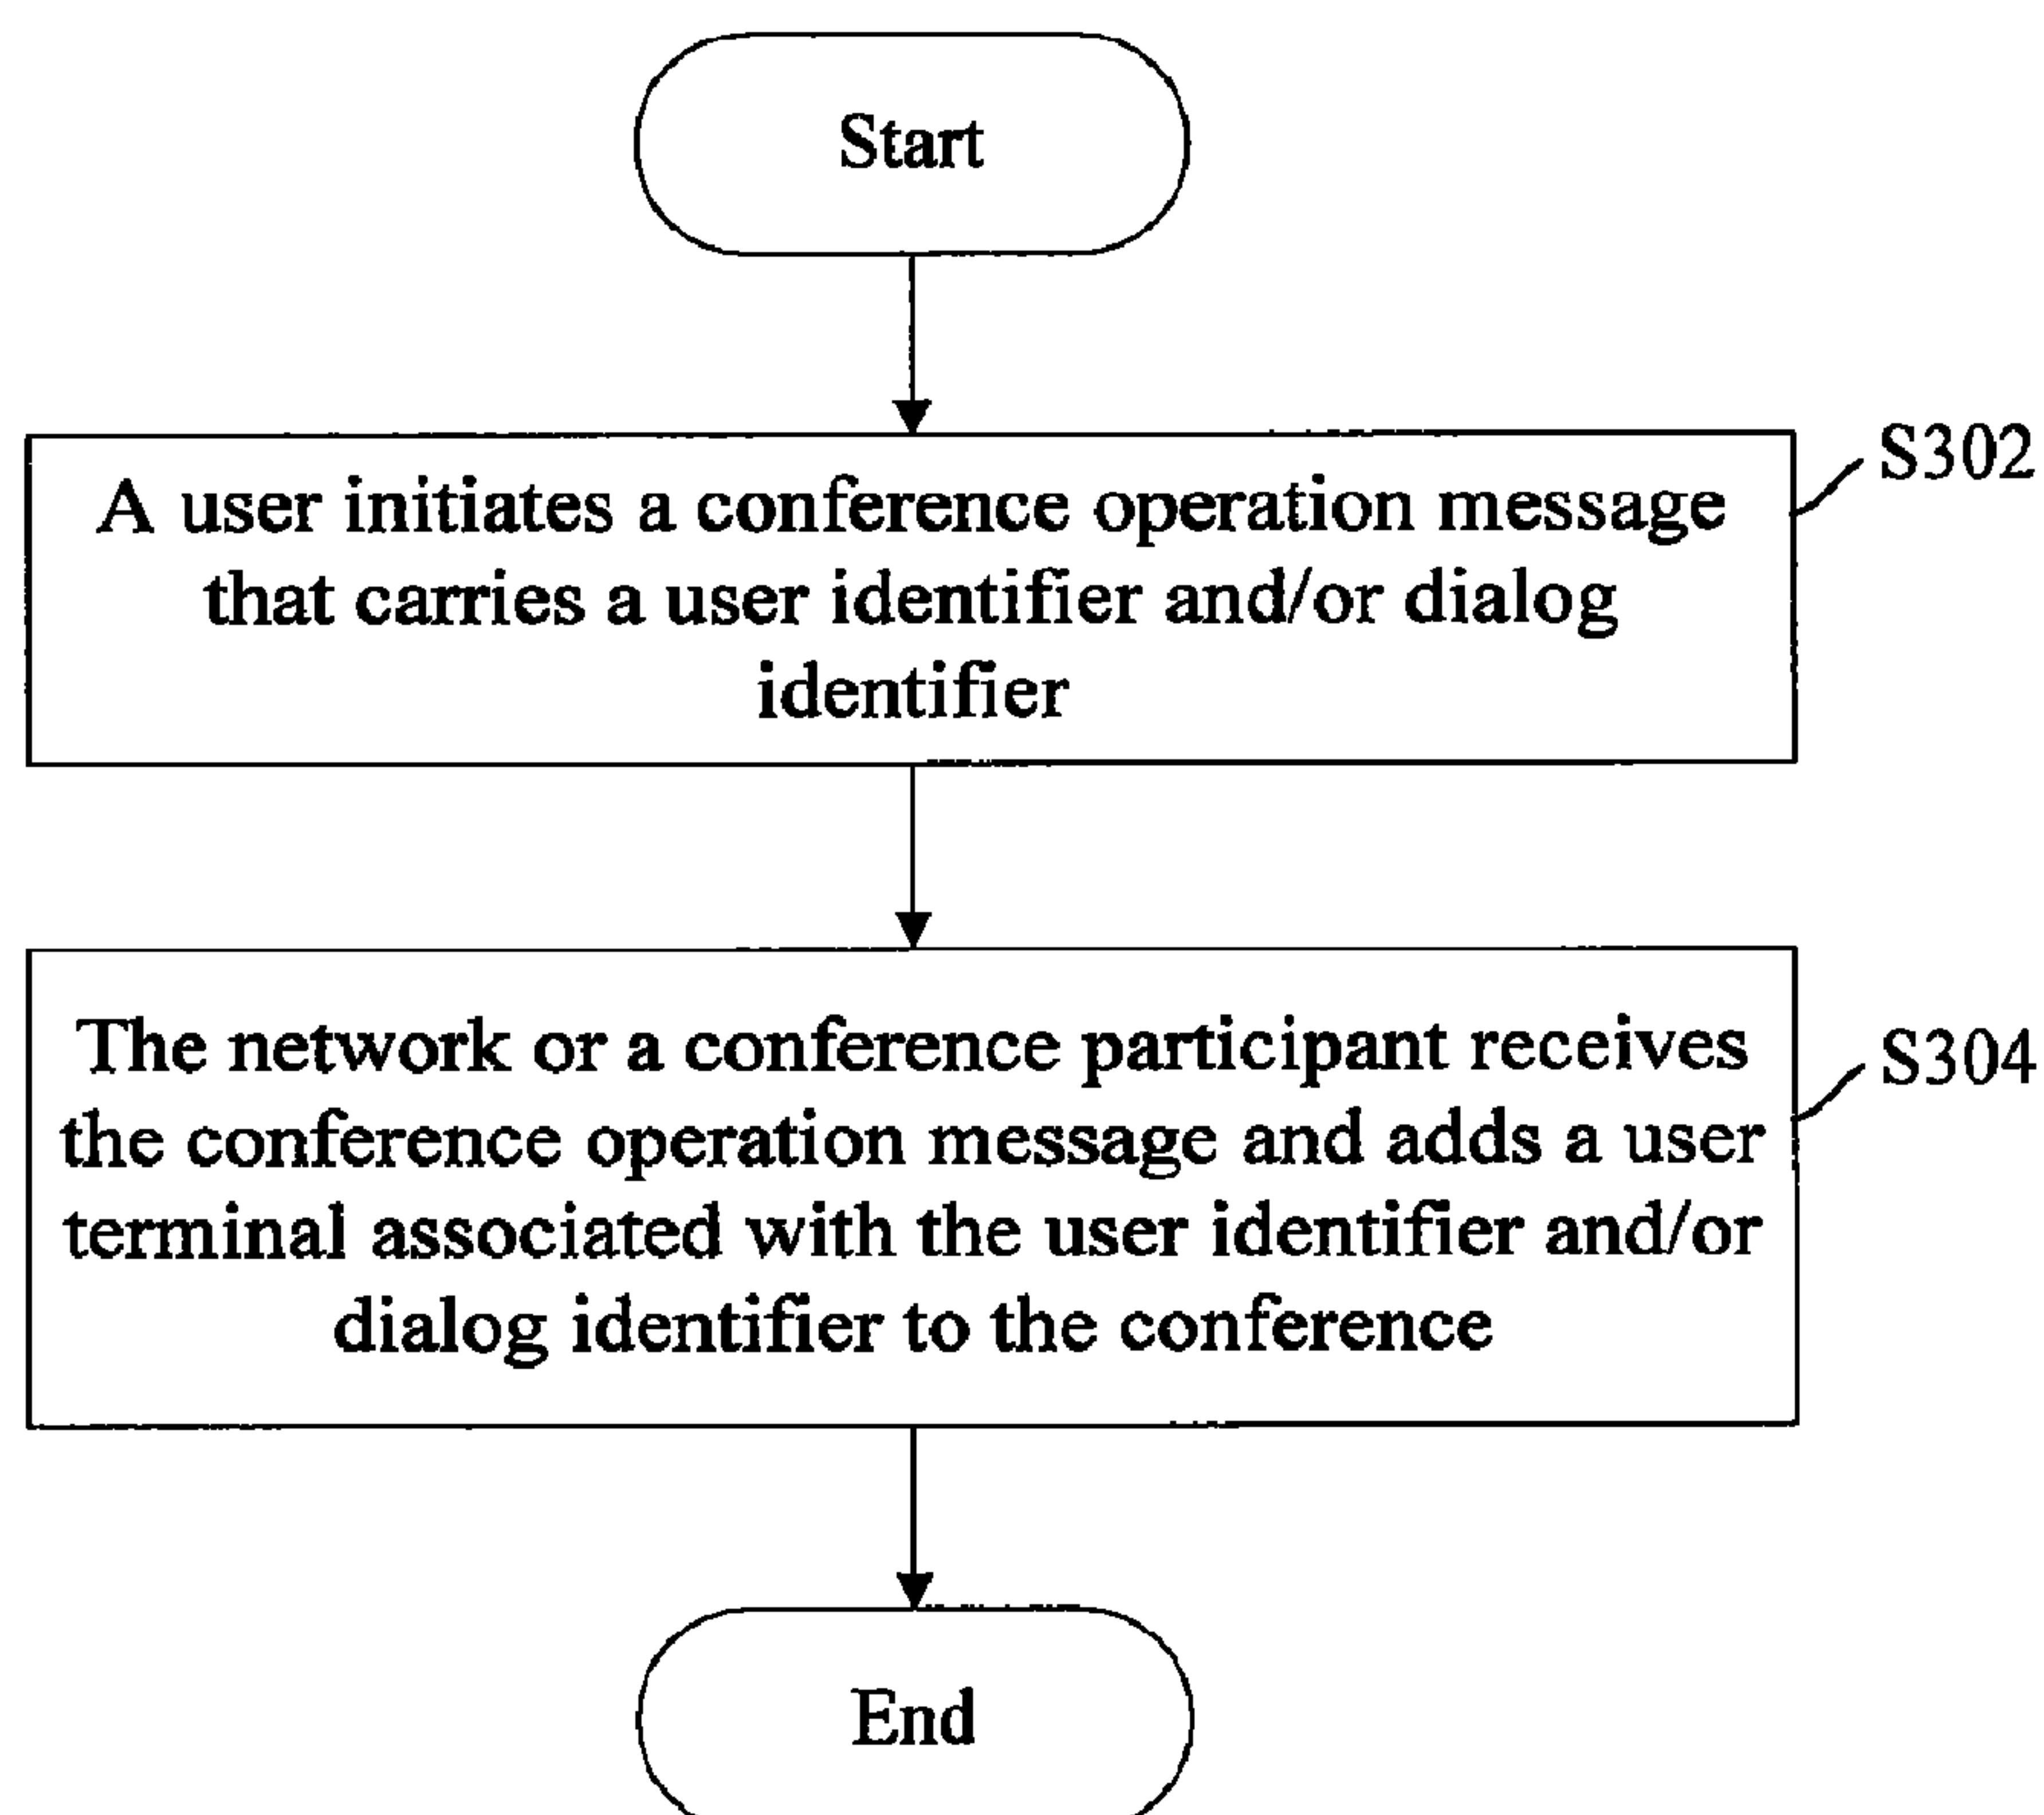 Start
S302
A user initiates a conference operation message
that carries a user identifier and/or dialog
identifier
S304
The network or a conference participant receives
the conference operation message and adds a user
terminal associated with the user identifier and/or
dialog identifier to the conference
End